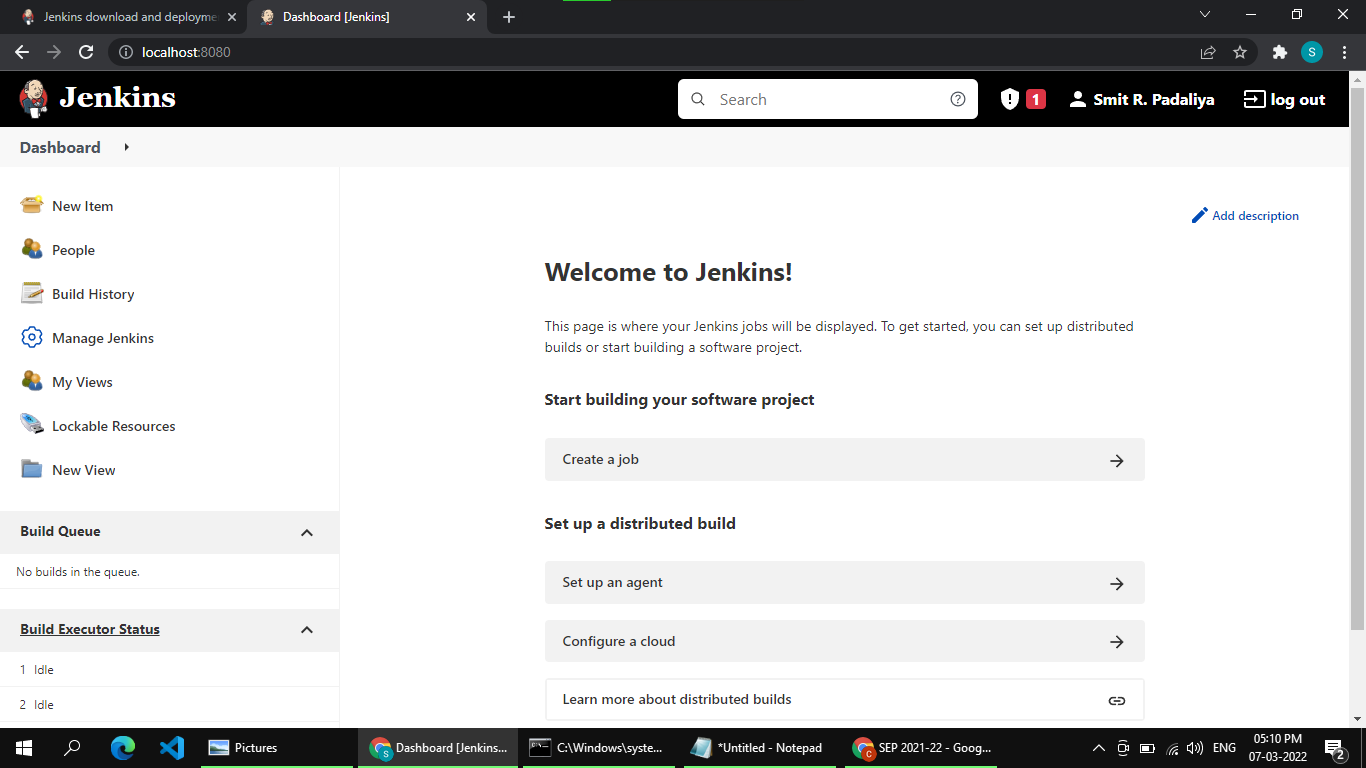 Jenkins download and deployme
Dashboard [Jenkins]
localhost:8080
S
Jenkins
Search
1
Smit R. Padaliya
log out
Dashboard
New Item
People
Build History
Manage Jenkins
My Views
Lockable Resources
New View
Build Queue
No builds in the queue.
Build Executor Status
1 Idle
2 Idle
Add description
Welcome to Jenkins!
This page is where your Jenkins jobs will be displayed. To get started, you can set up distributed
builds or start building a software project.
Start building your software project
Create a job
Set up a distributed build
Set up an agent
Configure a cloud
Learn more about distributed builds
Pictures
S
Dashboard [Jenkins...
C:\Windows\syste...
*Untitled - Notepad
C
SEP 2021-22 - Goog...
ENG
05:10 PM
07-03-2022
2